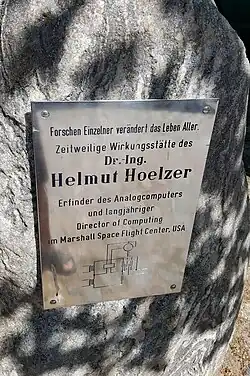 Forschen Einzelner verändert das Leben Aller.
Zeitweilige Wirkungsstätte des
Dr.-Ing.
Helmut Hoelzer
Erfinder des Analogcomputers
und langjähriger
Director of Computing
im Marshall Space Flight Center, USA